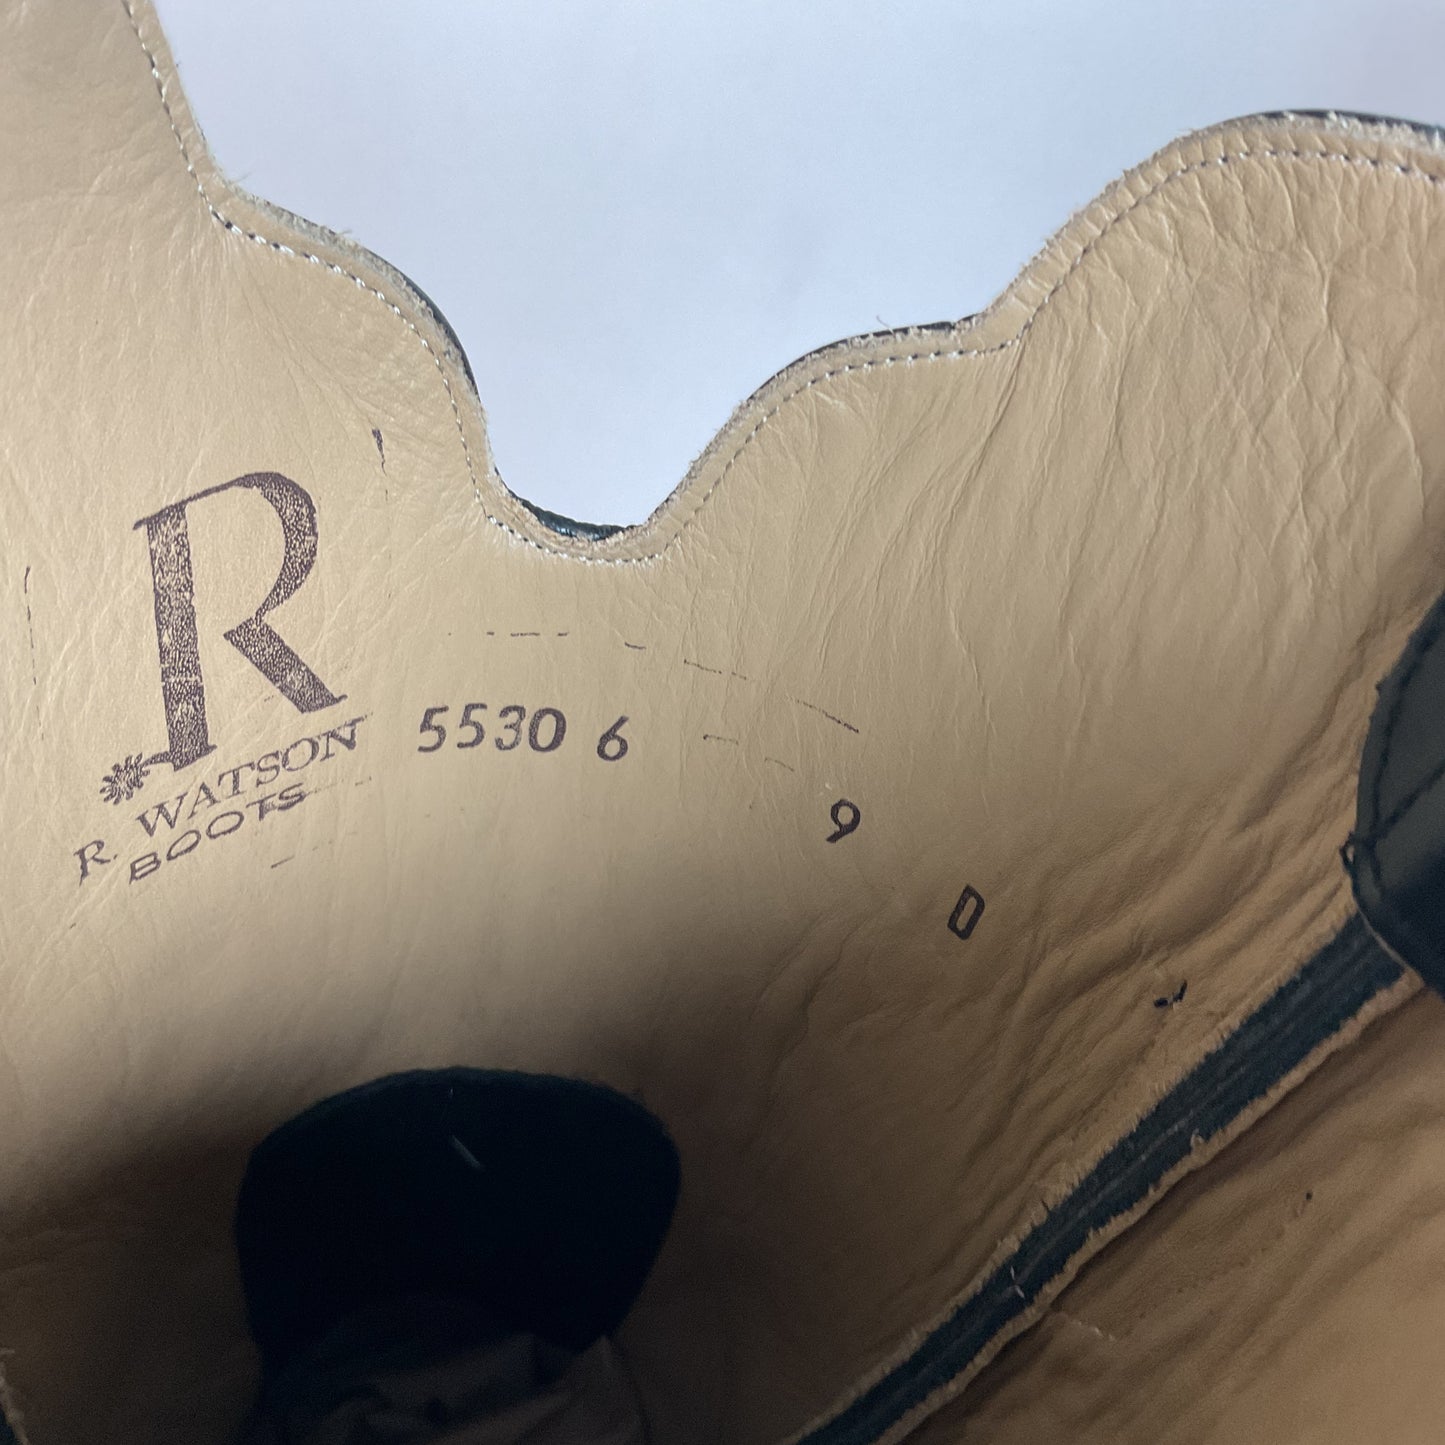 R
R. WATSON
BOOTS
5530 6
9
D